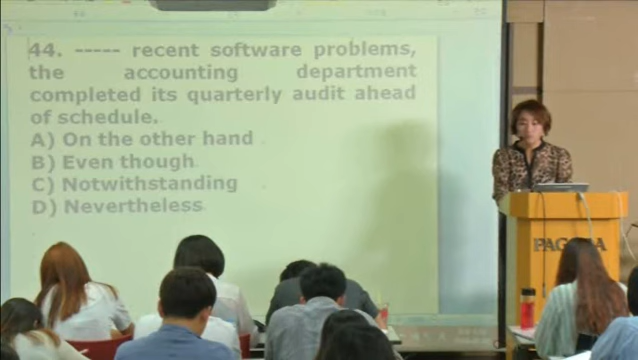 44. ----- recent software problems,
the accounting department
completed its quarterly audit ahead
of schedule.
A) On the other hand
B) Even though
C) Notwithstanding
D) Nevertheless